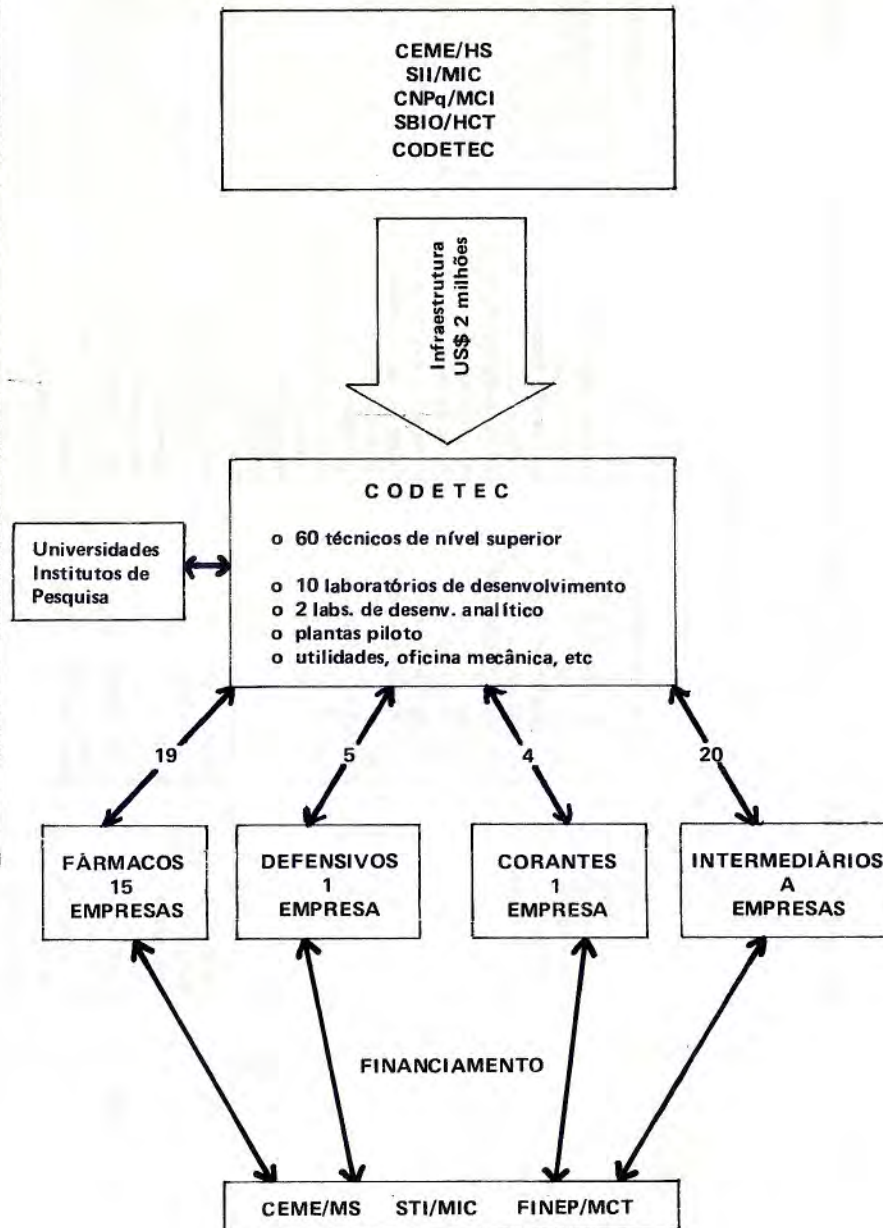 CEME/HS
SII/MIC
CNPq/MCI
SBIO/HCT
CODETEC
Infraestrutura
US$ 2 milhões
CODETEC
o 60 técnicos de nível superior
o 10 laboratórios de desenvolvimento
o 2 labs. de desenv. analítico
o plantas piloto
o utilidades, oficina mecânica, etc
Universidades
Institutos de
Pesquisa
19
5
4
20
FÁRMACOS
15
EMPRESAS
DEFENSIVOS
1
EMPRESA
CORANTES
1
EMPRESA
INTERMEDIÁRIOS
A
EMPRESAS
FINANCIAMENTO
CEME/MS STI/MIC FINEP/MCT